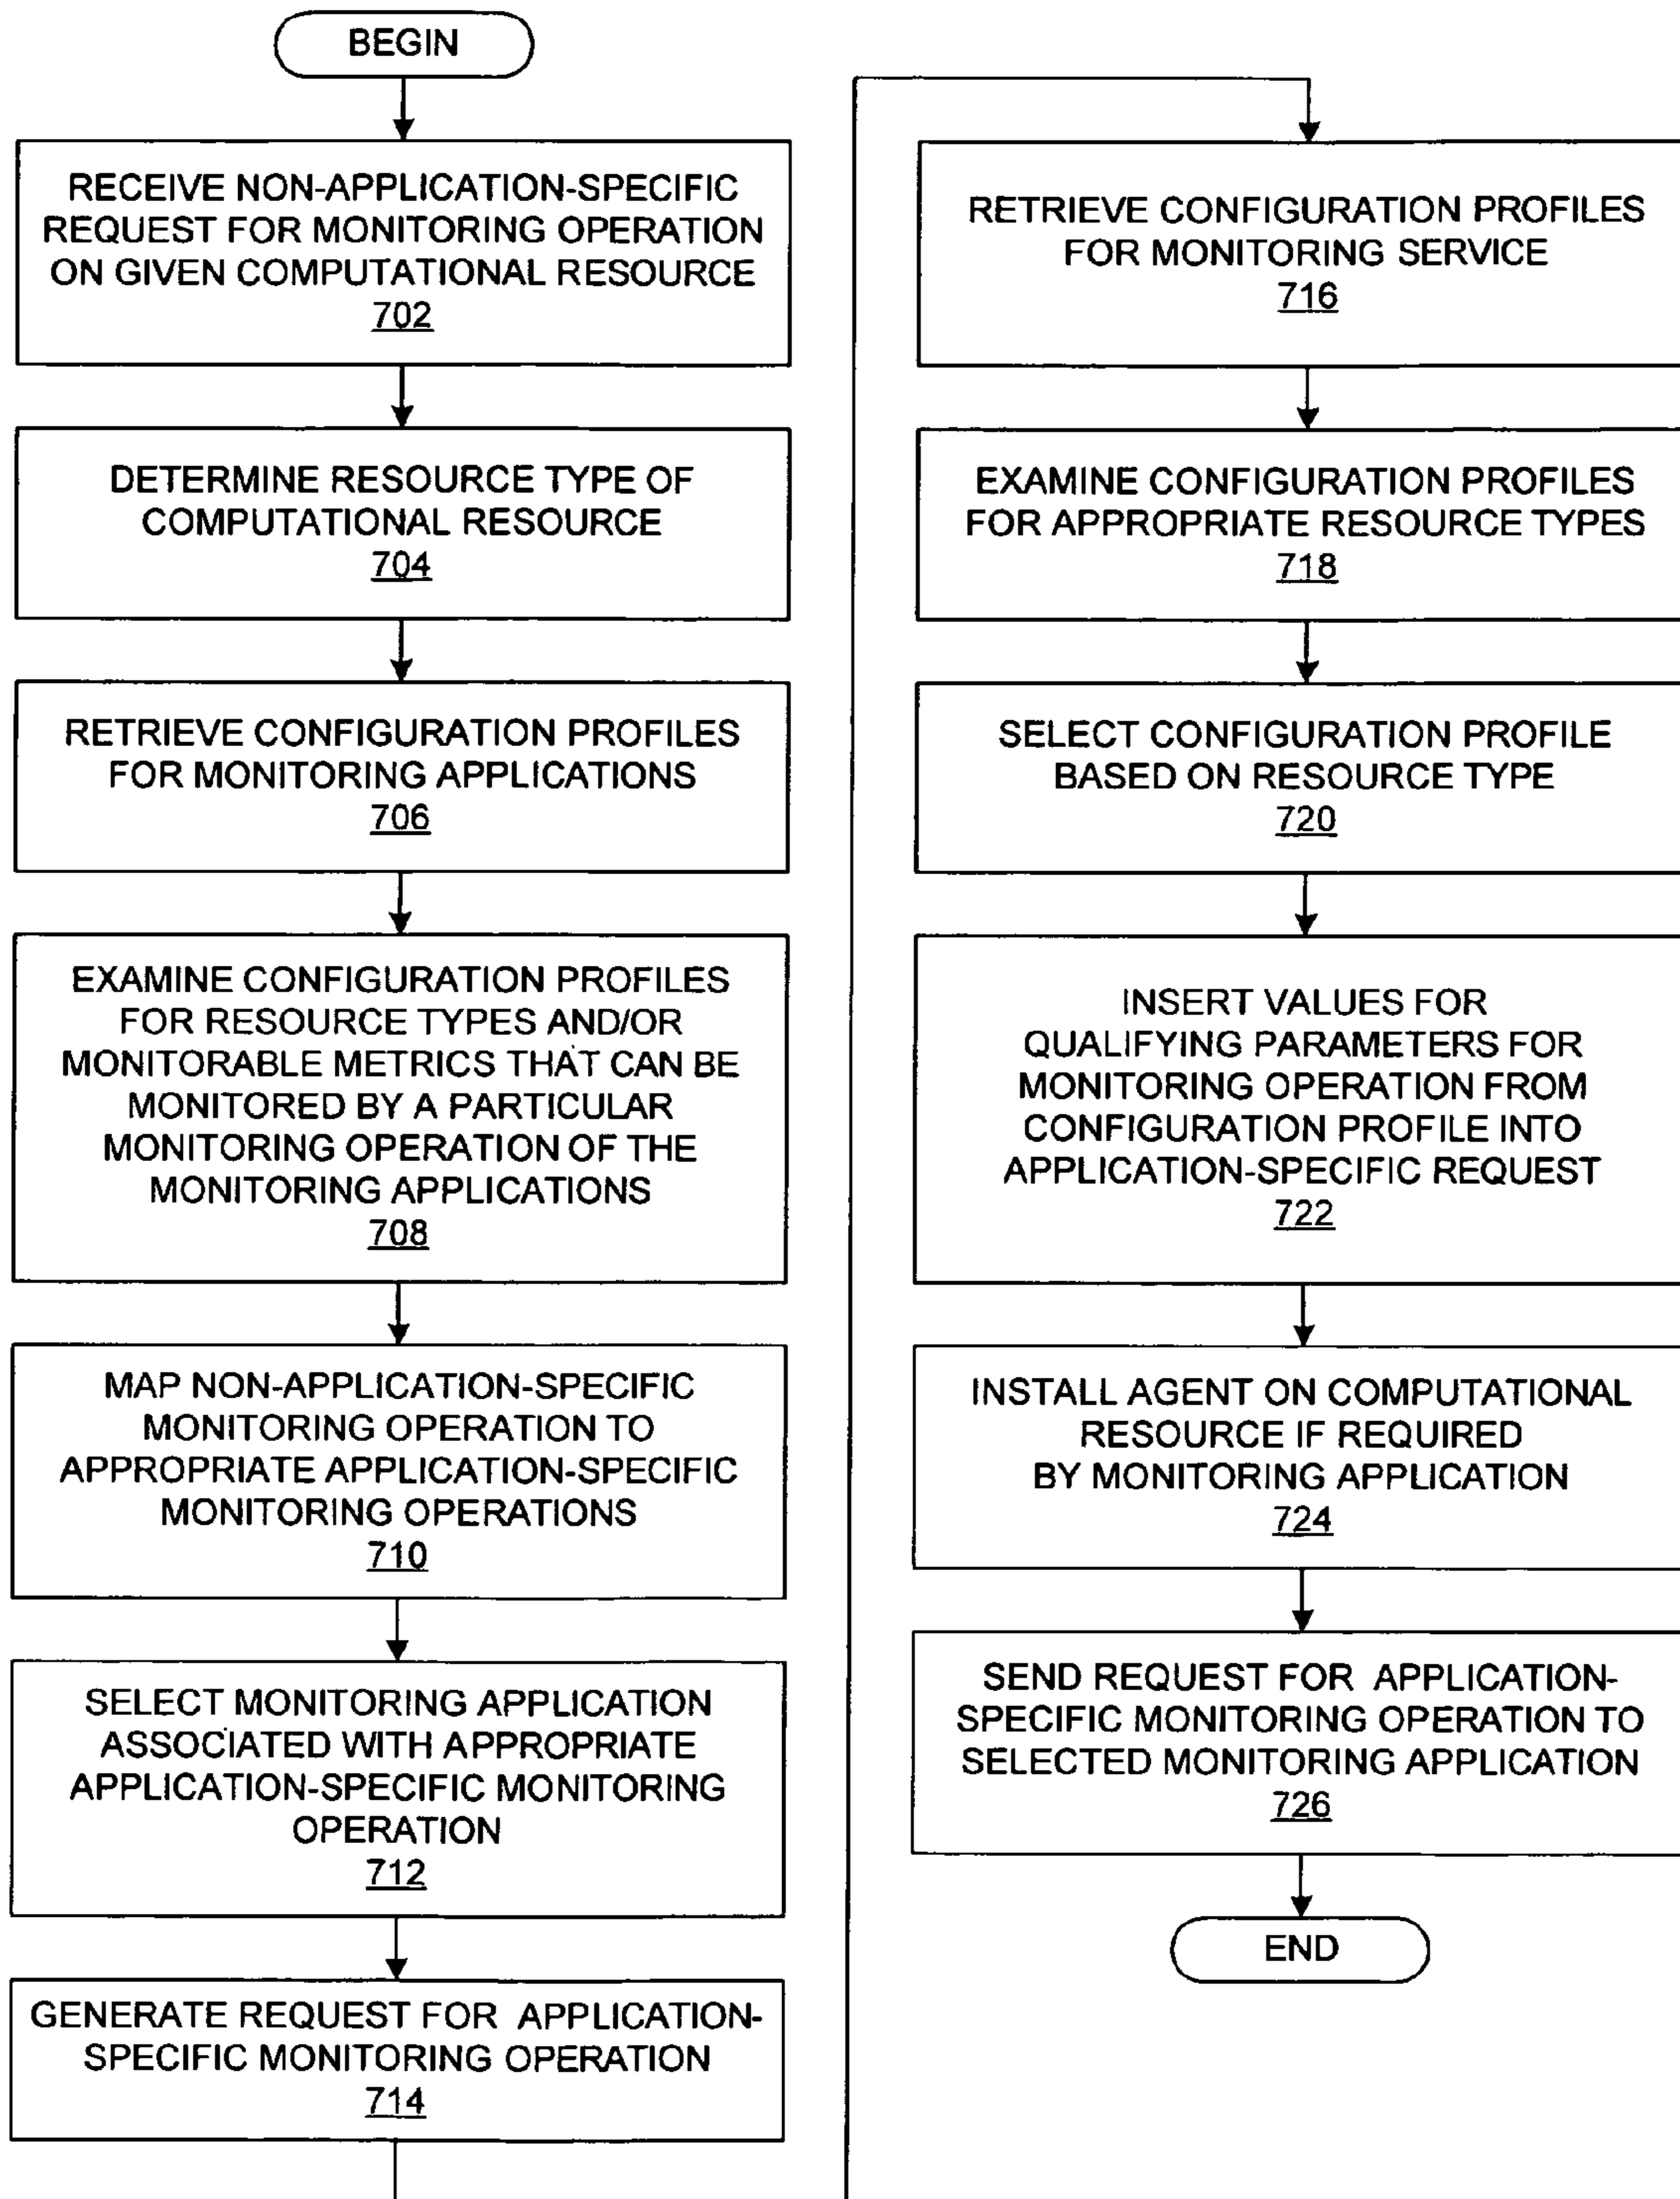 BEGIN
RECEIVE NON-APPLICATION-SPECIFIC
REQUEST FOR MONITORING OPERATION
ON GIVEN COMPUTATIONAL RESOURCE
702
DETERMINE RESOURCE TYPE OF
COMPUTATIONAL RESOURCE
704
RETRIEVE CONFIGURATION PROFILES
FOR MONITORING APPLICATIONS
706
EXAMINE CONFIGURATION PROFILES
FOR RESOURCE TYPES AND/OR
MONITORABLE METRICS THAT CAN BE
MONITORED BY A PARTICULAR
MONITORING OPERATION OF THE
MONITORING APPLICATIONS
708
MAP NON-APPLICATION-SPECIFIC
MONITORING OPERATION TO
APPROPRIATE APPLICATION-SPECIFIC
MONITORING OPERATIONS
710
SELECT MONITORING APPLICATION
ASSOCIATED WITH APPROPRIATE
APPLICATION-SPECIFIC MONITORING
OPERATION
712
GENERATE REQUEST FOR APPLICATION-
SPECIFIC MONITORING OPERATION
714
RETRIEVE CONFIGURATION PROFILES
FOR MONITORING SERVICE
716
EXAMINE CONFIGURATION PROFILES
FOR APPROPRIATE RESOURCE TYPES
718
SELECT CONFIGURATION PROFILE
BASED ON RESOURCE TYPE
720
INSERT VALUES FOR
QUALIFYING PARAMETERS FOR
MONITORING OPERATION FROM
CONFIGURATION PROFILE INTO
APPLICATION-SPECIFIC REQUEST
722
INSTALL AGENT ON COMPUTATIONAL
RESOURCE IF REQUIRED
BY MONITORING APPLICATION
724
SEND REQUEST FOR APPLICATION-
SPECIFIC MONITORING OPERATION TO
SELECTED MONITORING APPLICATION
726
END